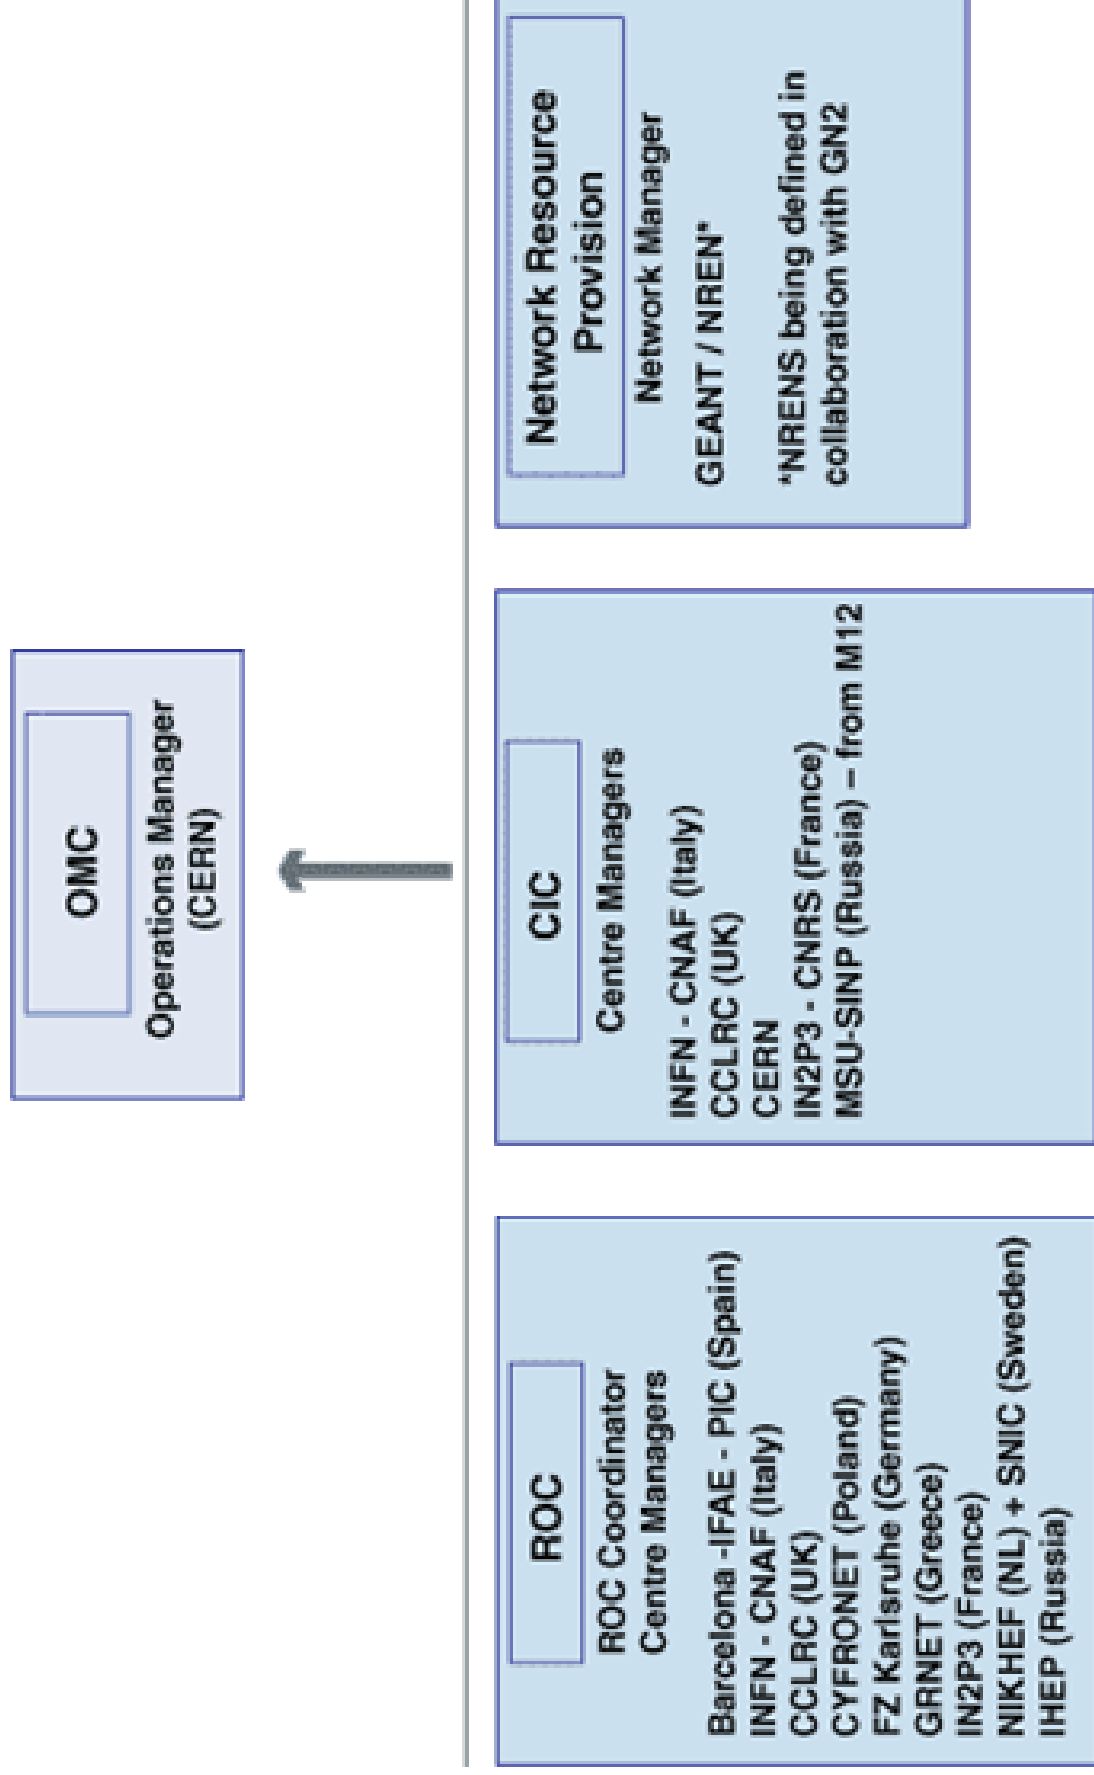 OMC
Operations Manager
(CERN)
ROC
ROC Coordinator
Centre Managers
Barcelona -IFAE - PIC (Spain)
INFN - CNAF (Italy)
CCLRC (UK)
CYFRONET (Poland)
FZ Karlsruhe (Germany)
GRNET (Greece)
IN2P3 (France)
NIKHEF (NL) + SNIC (Sweden)
IHEP (Russia)
CIC
Centre Managers
INFN - CNAF (Italy)
CCLRC (UK)
CERN
IN2P3 - CNRS (France)
MSU-SINP (Russia) – from M12
Network Resource
Provision
Network Manager
GEANT / NREN*
*NRENS being defined in
collaboration with GN2